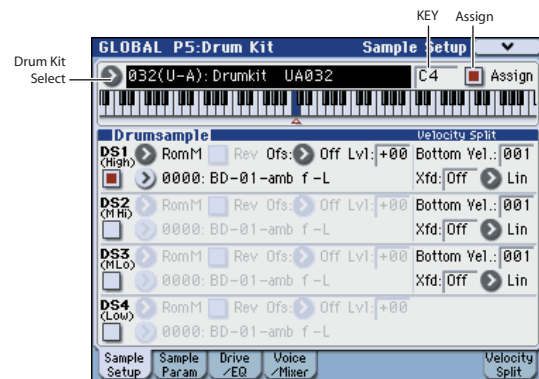 KEY Assign
GLOBAL P5:Drum Kit Sample Setup
Drum Kit
Select
032(U-A): Drumkit UA032 C4 Assign
Drumsample Velocity Split
DS1 RomM Rev Ofs: Off Lvl: +00 Bottom Vel.: 001
(High)
0000: BD-01-amb f -L Xfd: Off Lin
DS2 RomM Rev Ofs: Off Lvl: +00 Bottom Vel.: 001
(M Hi)
0000: BD-01-amb f -L Xfd: Off Lin
DS3 RomM Rev Ofs: Off Lvl: +00 Bottom Vel.: 001
(MLo)
0000: BD-01-amb f -L Xfd: Off Lin
DS4 RomM Rev Ofs: Off Lvl: +00
(Low)
0000: BD-01-amb f -L
Sample Sample Drive Voice Velocity
Setup Param /EQ /Mixer Split